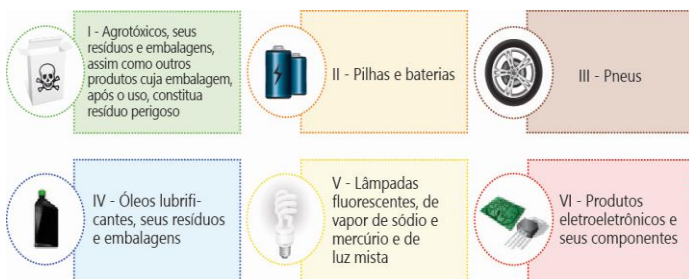 I - Agrotóxicos, seus
resíduos e embalagens,
assim como outros
produtos cuja embalagem,
após o uso, constitua
resíduo perigoso
II - Pilhas e baterias
III - Pneus
IV - Óleos lubrifi-
cantes, seus resíduos
e embalagens
V - Lâmpadas
fluorescentes, de
vapor de sódio e
mercúrio e de
luz mista
VI - Produtos
eletroeletrônicos e
seus componentes